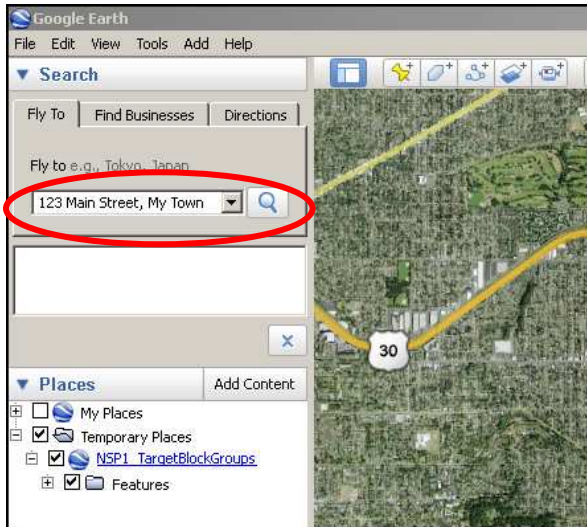 Google Earth
File Edit View Tools Add Help
Search
Fly To Find Businesses Directions
Fly to e.g., Tokyo, Japan
123 Main Street, My Town
30
Places Add Content
My Places
Temporary Places
NSP1_TargetBlockGroups
Features